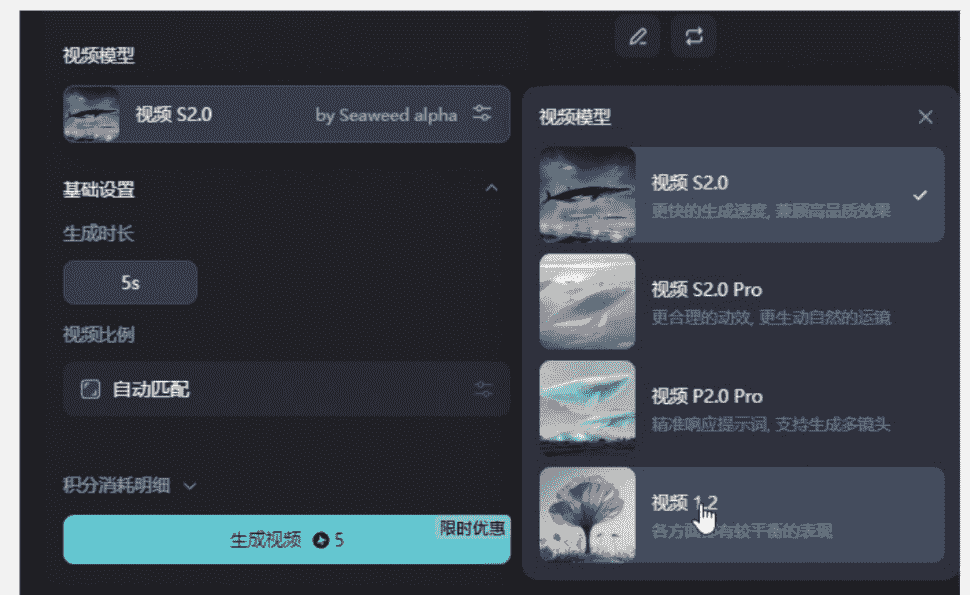 视频模型
视频 S2.0
by Seaweed alpha
基础设置
生成时长
5s
视频比例
自动匹配
积分消耗明细
生成视频 5
限时优惠
视频模型
视频 S2.0
更快的生成速度, 兼顾高品质效果
视频 S2.0 Pro
更合理的动效, 更生动自然的运镜
视频 P2.0 Pro
精准响应提示词, 支持生成多镜头
视频 1.2
各方面都有较平衡的表现